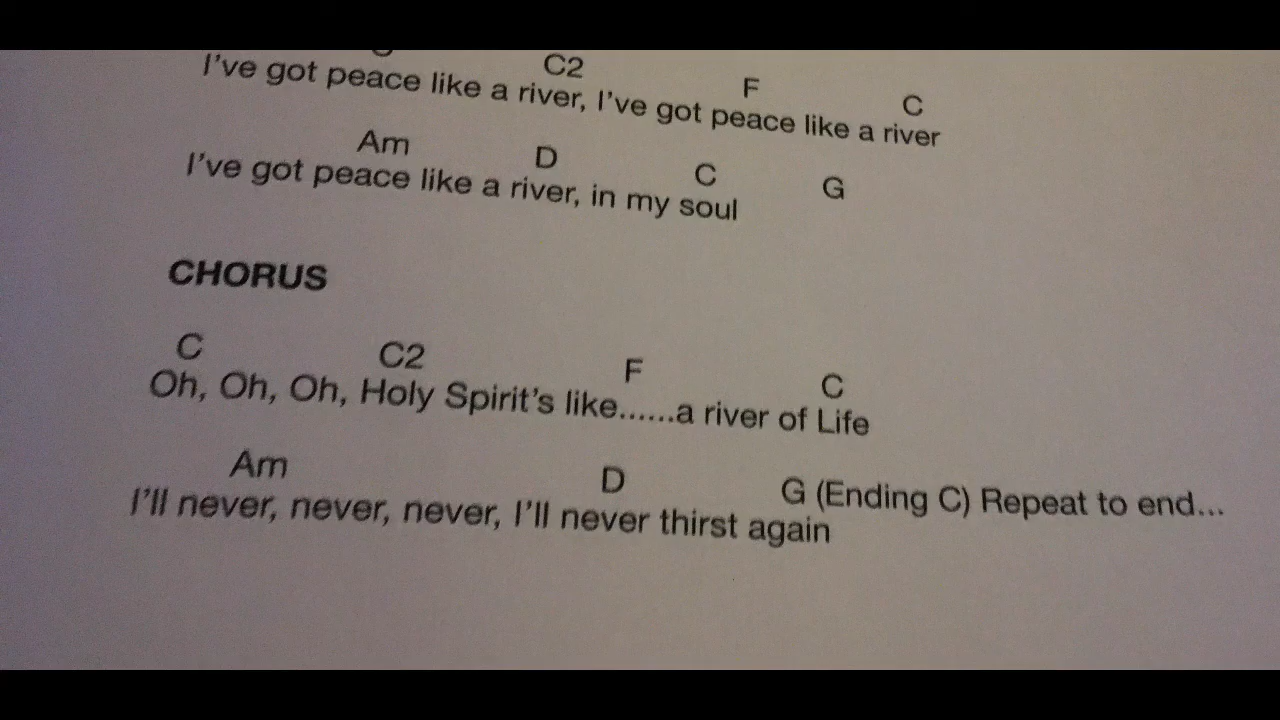 C2 F C
I've got peace like a river, I've got peace like a river
Am D C G
I've got peace like a river, in my soul
CHORUS
C C2 F C
Oh, Oh, Oh, Holy Spirit's like......a river of Life
Am D G (Ending C) Repeat to end...
I'll never, never, never, I'll never thirst again